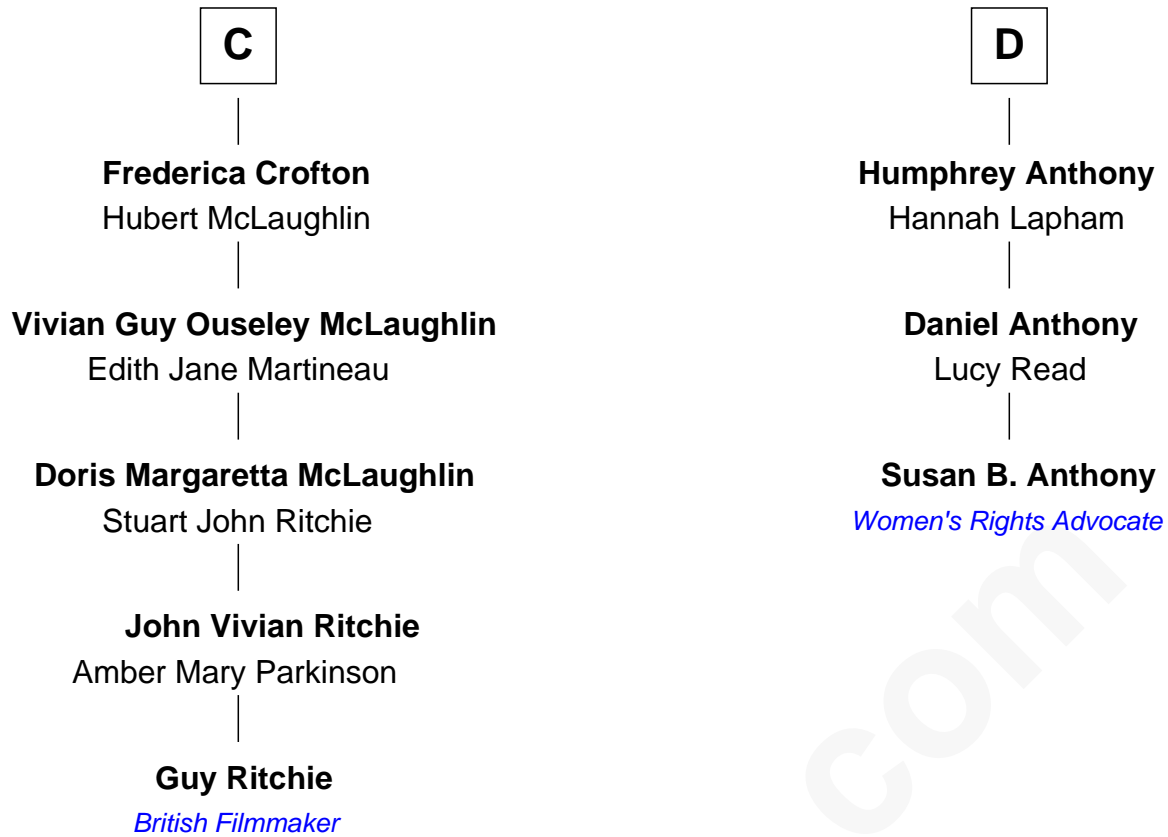 C
Frederica Crofton
Hubert McLaughlin
Vivian Guy Ouseley McLaughlin
Edith Jane Martineau
Doris Margaretta McLaughlin
Stuart John Ritchie
John Vivian Ritchie
Amber Mary Parkinson
Guy Ritchie
British Filmmaker
D
Humphrey Anthony
Hannah Lapham
Daniel Anthony
Lucy Read
Susan B. Anthony
Women's Rights Advocate
com